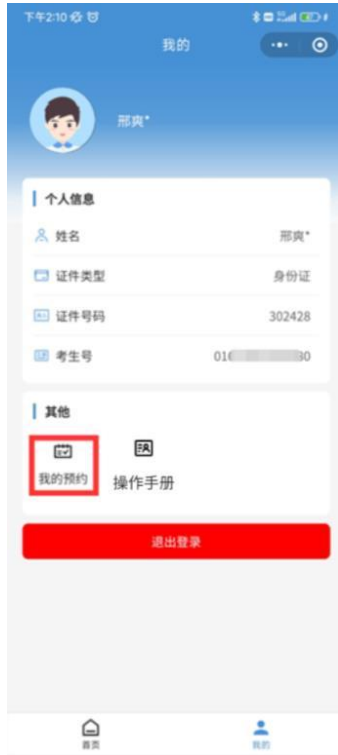 下午2:10
我的
邢爽*
个人信息
姓名 邢爽*
证件类型 身份证
证件号码 302428
考生号 016 30
其他
我的预约 操作手册
退出登录
首页 我的